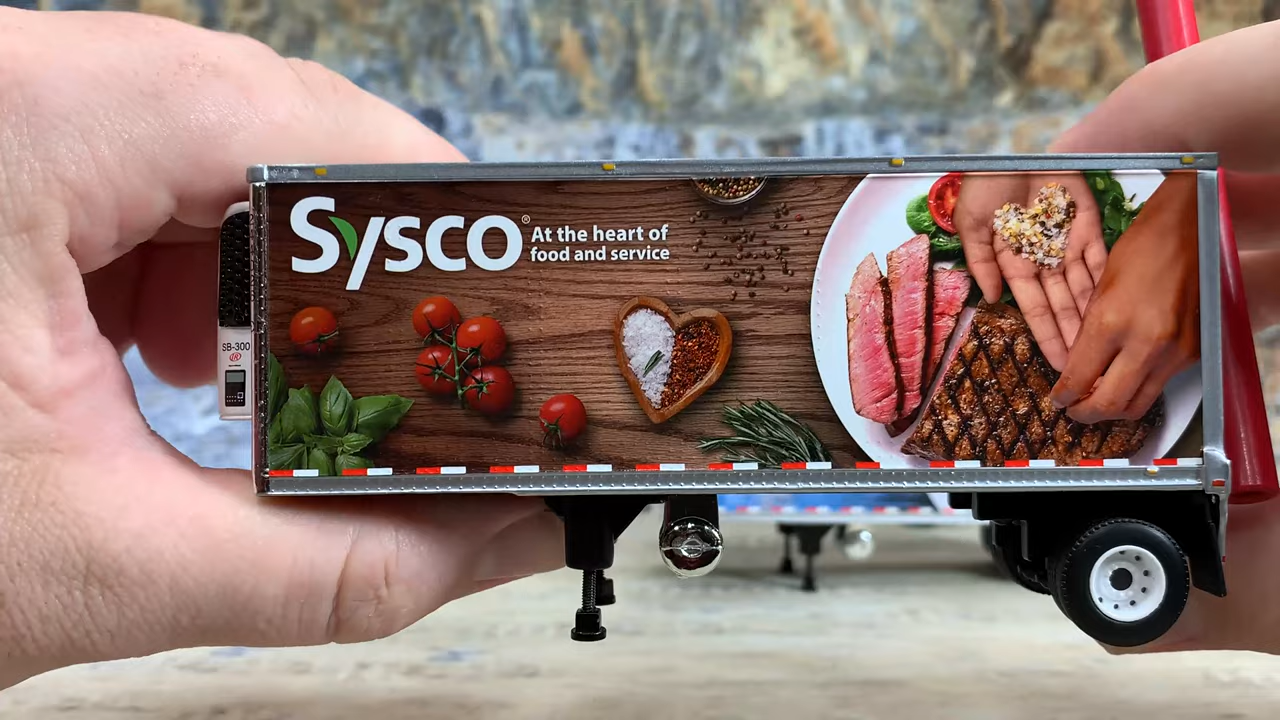 Sysco®
At the heart of
food and service
SB-300